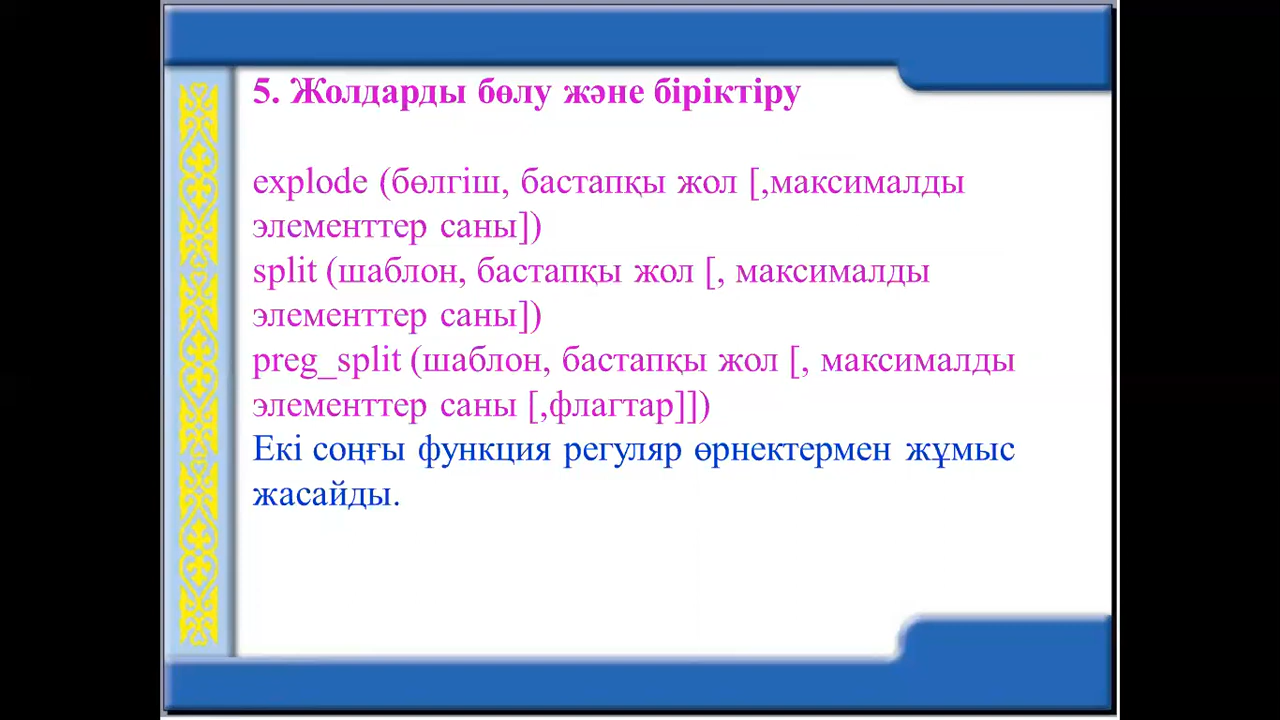 5. Жолдарды бөлу және біріктіру
explode (бөлгіш, бастапқы жол [,максималды
элементтер саны])
split (шаблон, бастапқы жол [, максималды
элементтер саны])
preg_split (шаблон, бастапқы жол [, максималды
элементтер саны [,флагтар]])
Екі соңғы функция регуляр өрнектермен жұмыс
жасайды.